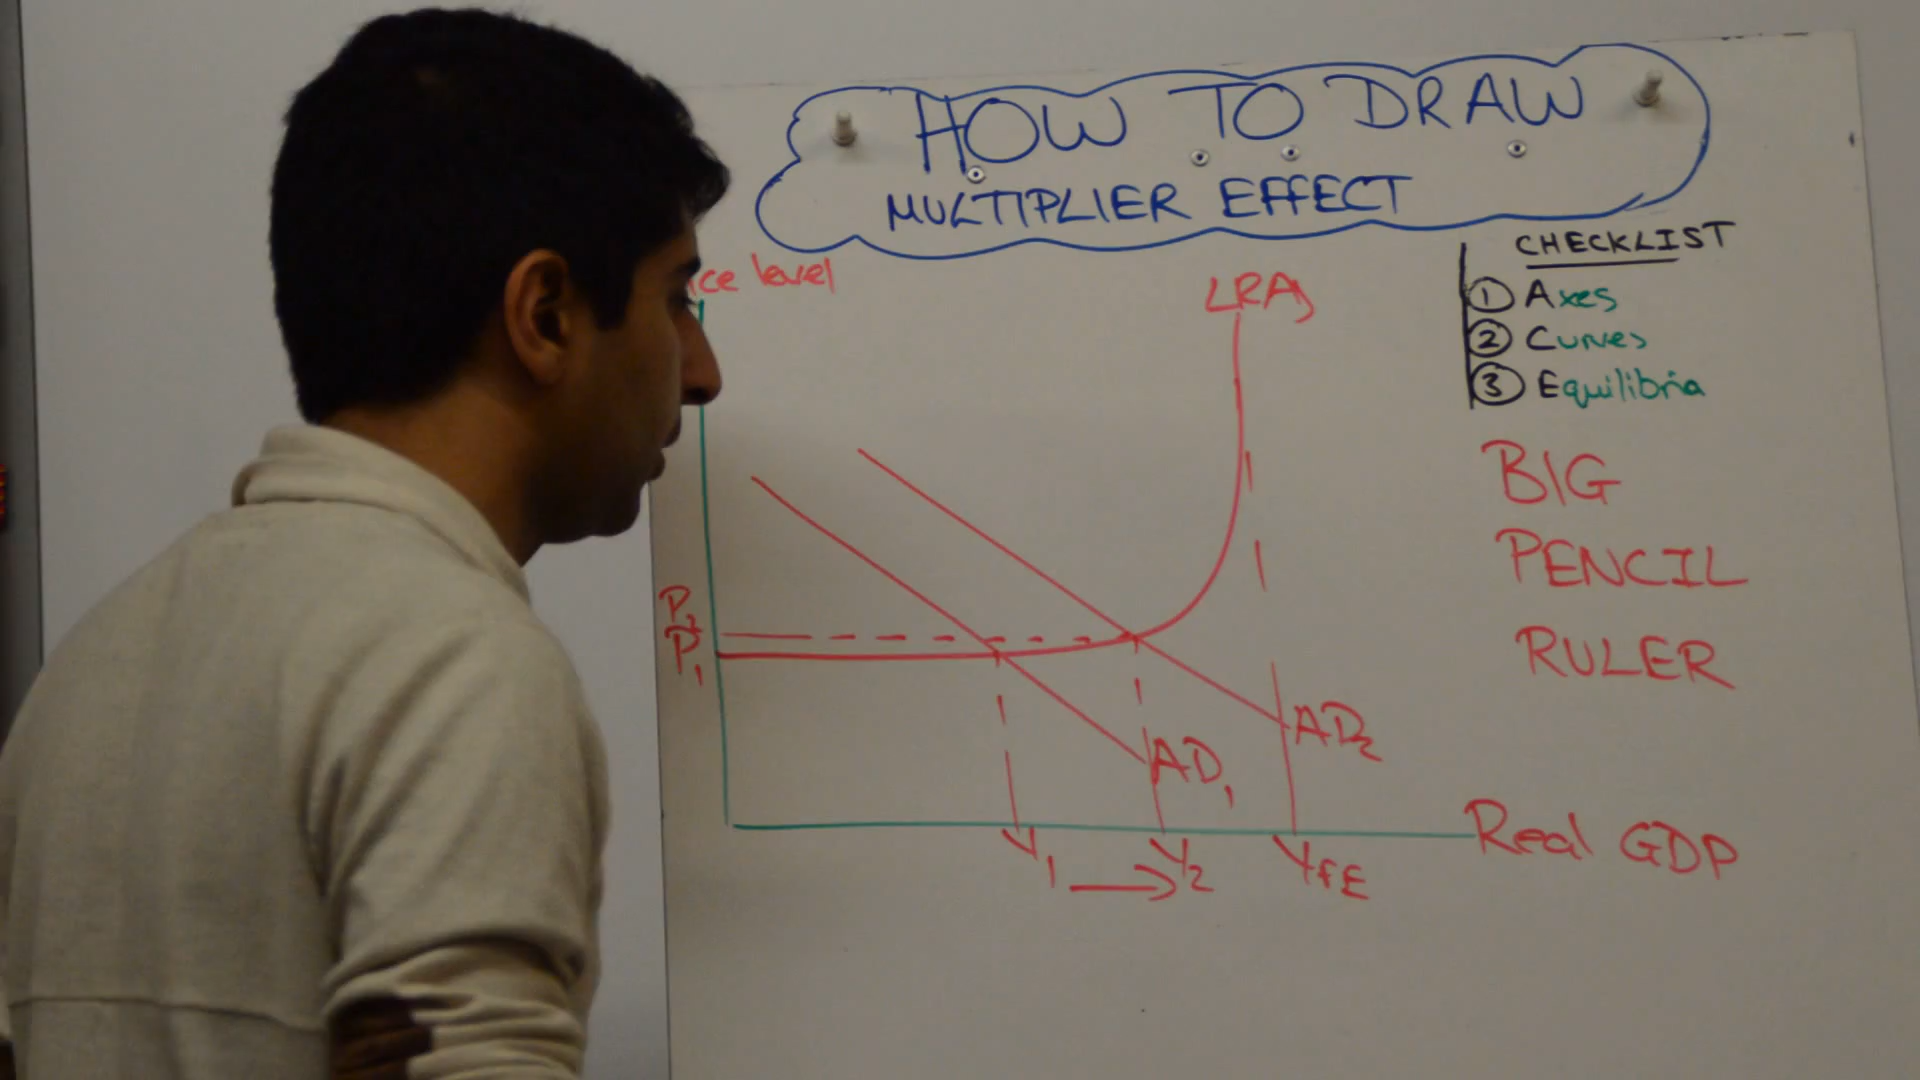 HOW TO DRAW
MULTIPLIER EFFECT
CHECKLIST
① Axes
② Curves
③ Equilibria
BIG
PENCIL
RULER
ce level
LRAS
P2
P1
AD1
AD2
Y1 → Y2
YFE
Real GDP